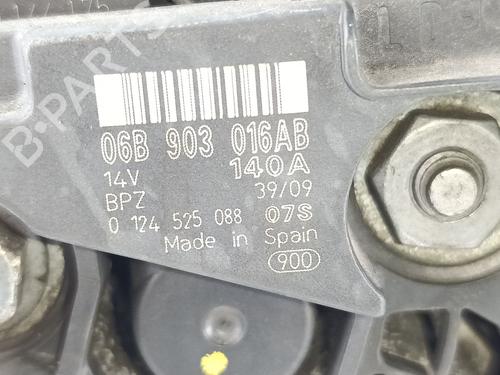 B-PARTS
06B 903 016AB
14V 140A
BPZ 39/09
0 124 525 088 07S
Made in Spain
900